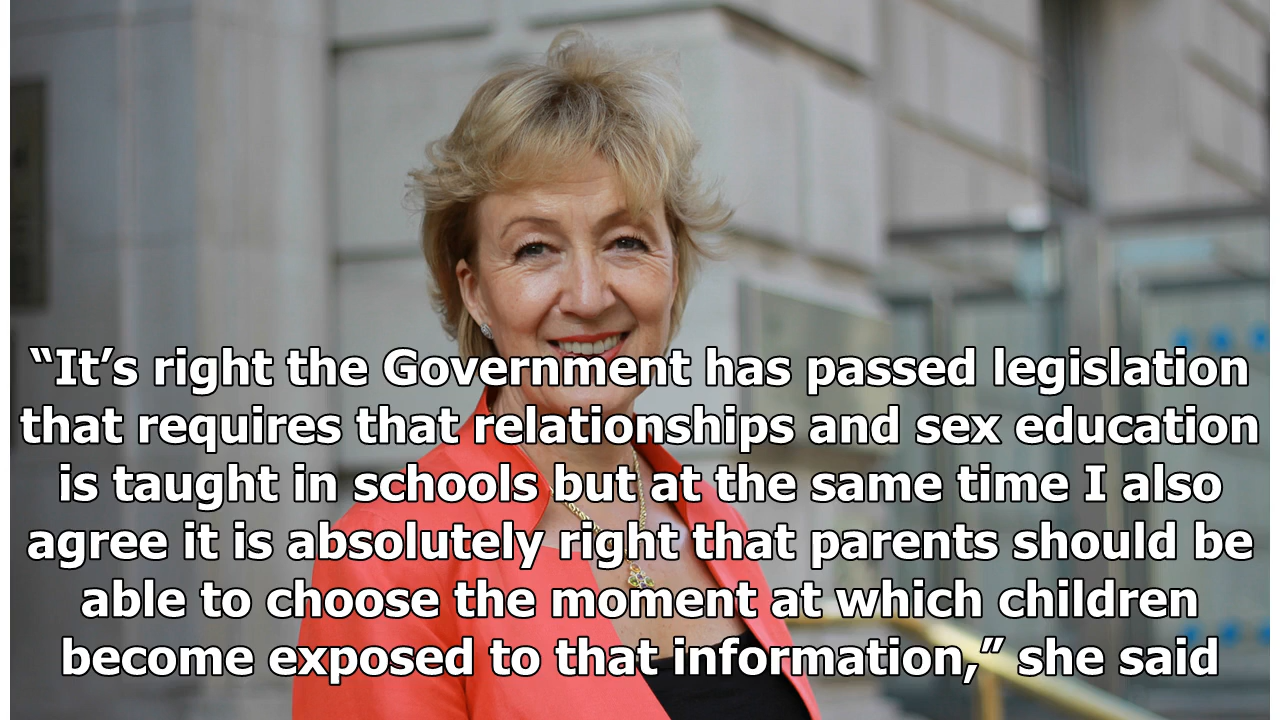 “It’s right the Government has passed legislation
that requires that relationships and sex education
is taught in schools but at the same time I also
agree it is absolutely right that parents should be
able to choose the moment at which children
become exposed to that information,” she said